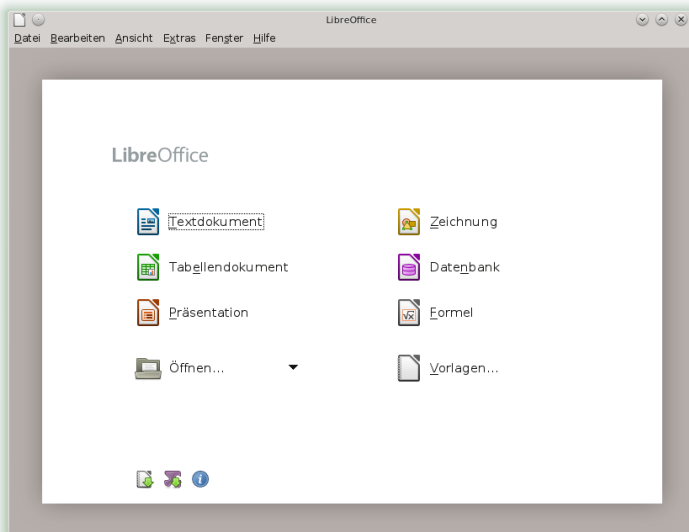 LibreOffice
Datei Bearbeiten Ansicht Extras Fenster Hilfe
LibreOffice
Textdokument
Zeichnung
Tabellendokument
Datenbank
Präsentation
Formel
Öffnen...
Vorlagen...